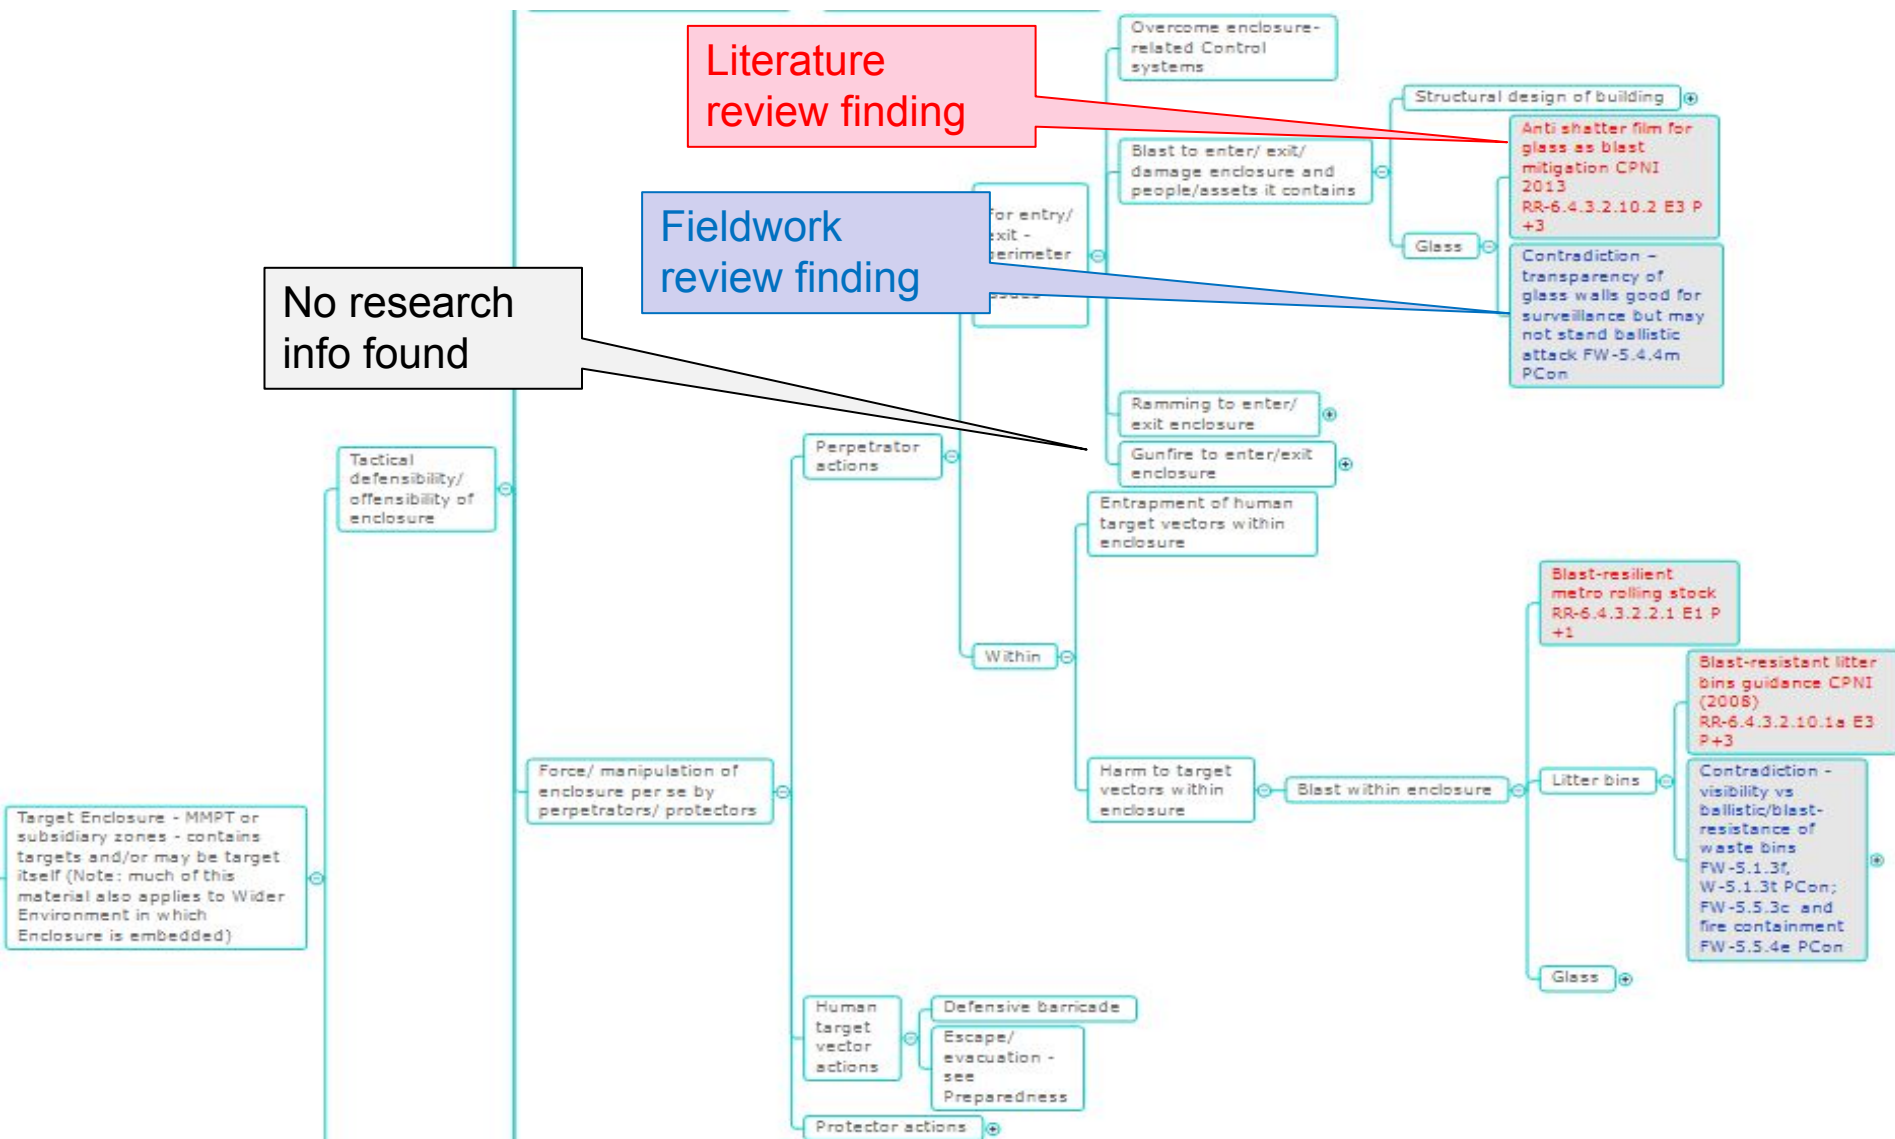 Literature
review finding
Fieldwork
review finding
No research
info found
Target Enclosure - MMPT or
subsidiary zones - contains
targets and/or may be target
itself (Note: much of this
material also applies to Wider
Environment in which
Enclosure is embedded)
Tactical
defensibility/
offensibility of
enclosure
Force/ manipulation of
enclosure per se by
perpetrators/ protectors
Perpetrator
actions
For entry/
exit -
perimeter
issues
Overcome enclosure-
related Control
systems
Blast to enter/ exit/
damage enclosure and
people/assets it contains
Structural design of building
Glass
Anti shatter film for
glass as blast
mitigation CPNI
2013
RR-6.4.3.2.10.2 E3 P
+3
Contradiction –
transparency of
glass walls good for
surveillance but may
not stand ballistic
attack FW-5.4.4m
PCon
Ramming to enter/
exit enclosure
Gunfire to enter/exit
enclosure
Within
Entrapment of human
target vectors within
enclosure
Harm to target
vectors within
enclosure
Blast within enclosure
Blast-resilient
metro rolling stock
RR-6.4.3.2.2.1 E1 P
+1
Litter bins
Blast-resistant litter
bins guidance CPNI
(2008)
RR-6.4.3.2.10.1a E3
P+3
Contradiction -
visibility vs
ballistic/blast-
resistance of
waste bins
FW-5.1.3f,
W-5.1.3t PCon;
FW-5.5.3c and
fire containment
FW-5.5.4e PCon
Glass
Human
target
vector
actions
Defensive barricade
Escape/
evacuation -
see
Preparedness
Protector actions